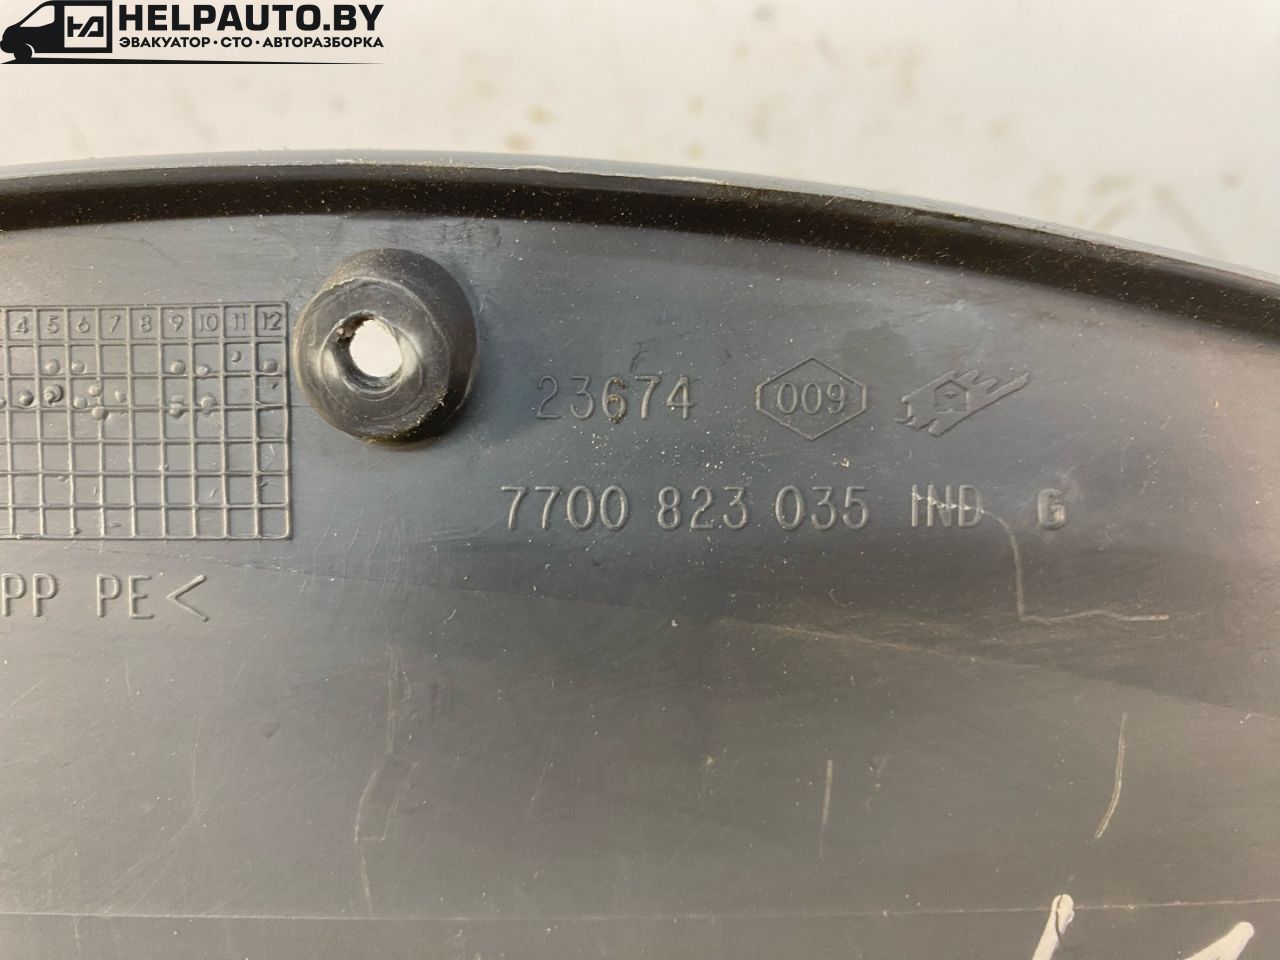 HELPAUTO.BY
ЭВАКУАТОР·СТО·АВТОРАЗБОРКА
4 5 6 7 8 9 10 11 12
23674 009
7700 823 035 IND G
PP PE<